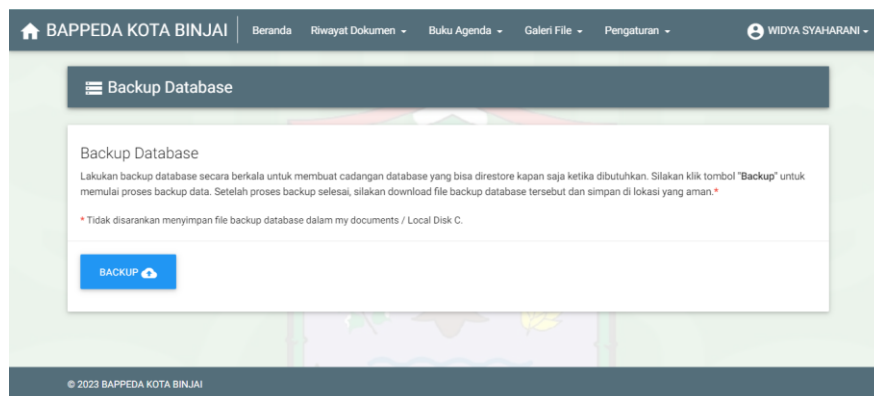 BAPPEDA KOTA BINJAI Beranda Riwayat Dokumen Buku Agenda Galeri File Pengaturan WIDYA SYAHARANI
Backup Database
Backup Database
Lakukan backup database secara berkala untuk membuat cadangan database yang bisa direstore kapan saja ketika dibutuhkan. Silakan klik tombol "Backup" untuk
memulai proses backup data. Setelah proses backup selesai, silakan download file backup database tersebut dan simpan di lokasi yang aman.*
* Tidak disarankan menyimpan file backup database dalam my documents / Local Disk C.
BACKUP
© 2023 BAPPEDA KOTA BINJAI